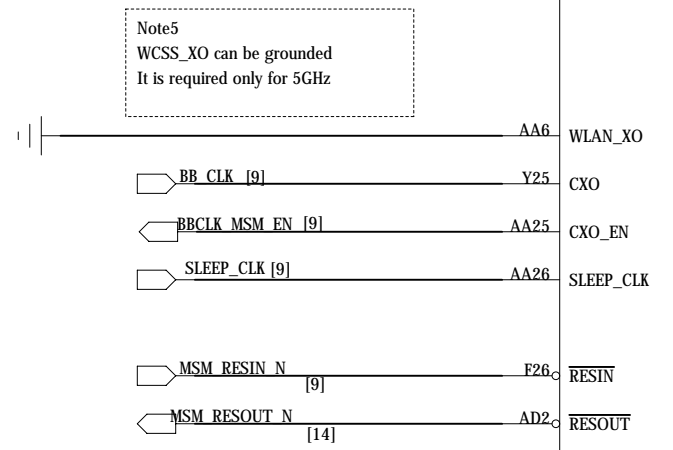 Note5
WCSS_XO can be grounded
It is required only for 5GHz
AA6 WLAN_XO
BB_CLK [9] Y25 CXO
BBCLK_MSM_EN [9] AA25 CXO_EN
SLEEP_CLK [9] AA26 SLEEP_CLK
MSM_RESIN_N [9] F26 RESIN
MSM_RESOUT_N [14] AD2 RESOUT